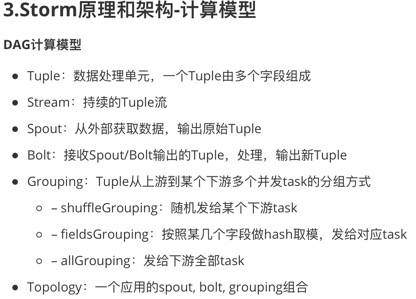 3.Storm原理和架构-计算模型
DAG计算模型
● Tuple：数据处理单元，一个Tuple由多个字段组成
● Stream：持续的Tuple流
● Spout：从外部获取数据，输出原始Tuple
● Bolt：接收Spout/Bolt输出的Tuple，处理，输出新Tuple
● Grouping：Tuple从上游到某个下游多个并发task的分组方式
○ – shuffleGrouping：随机发给某个下游task
○ – fieldsGrouping：按照某几个字段做hash取模，发给对应task
○ – allGrouping：发给下游全部task
● Topology：一个应用的spout, bolt, grouping组合